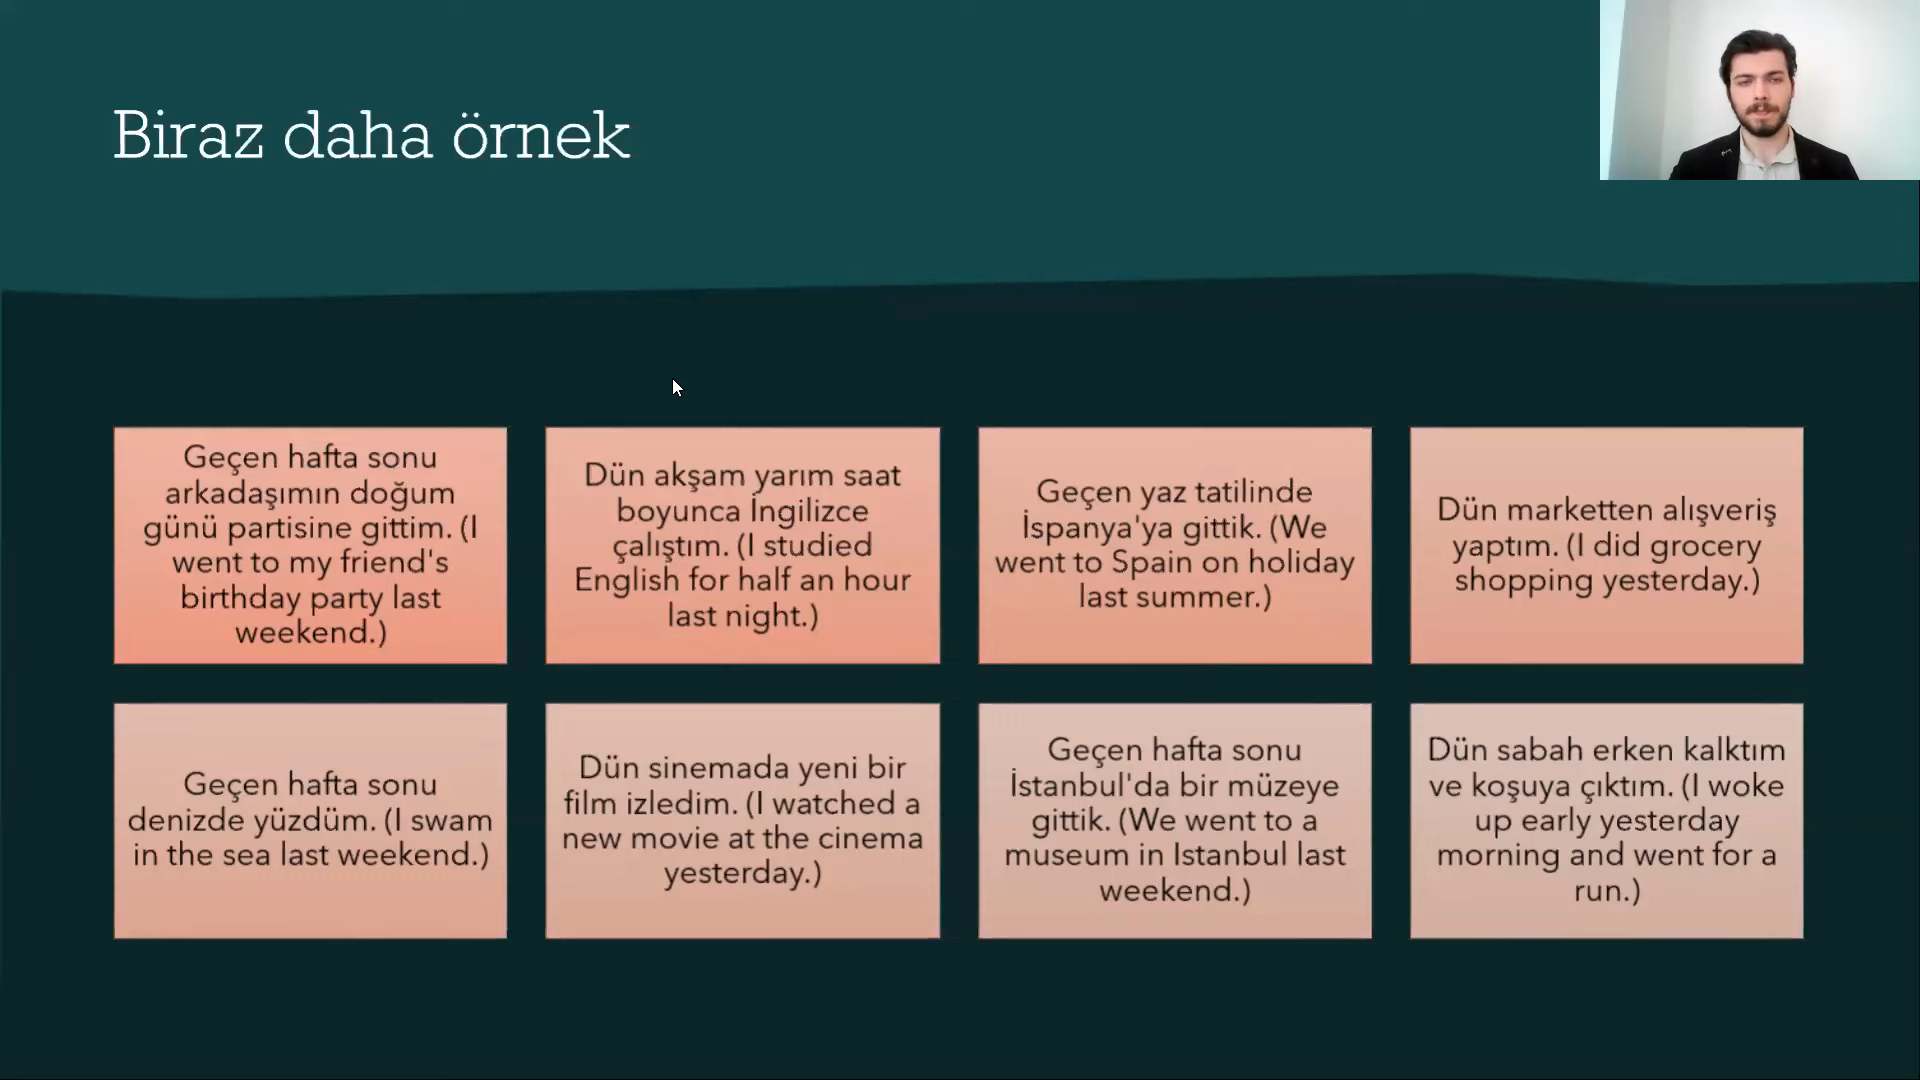 Biraz daha örnek
Geçen hafta sonu
arkadaşımın doğum
günü partisine gittim. (I
went to my friend's
birthday party last
weekend.)
Dün akşam yarım saat
boyunca İngilizce
çalıştım. (I studied
English for half an hour
last night.)
Geçen yaz tatilinde
İspanya'ya gittik. (We
went to Spain on holiday
last summer.)
Dün marketten alışveriş
yaptım. (I did grocery
shopping yesterday.)
Geçen hafta sonu
denizde yüzdüm. (I swam
in the sea last weekend.)
Dün sinemada yeni bir
film izledim. (I watched a
new movie at the cinema
yesterday.)
Geçen hafta sonu
İstanbul'da bir müzeye
gittik. (We went to a
museum in Istanbul last
weekend.)
Dün sabah erken kalktım
ve koşuya çıktım. (I woke
up early yesterday
morning and went for a
run.)